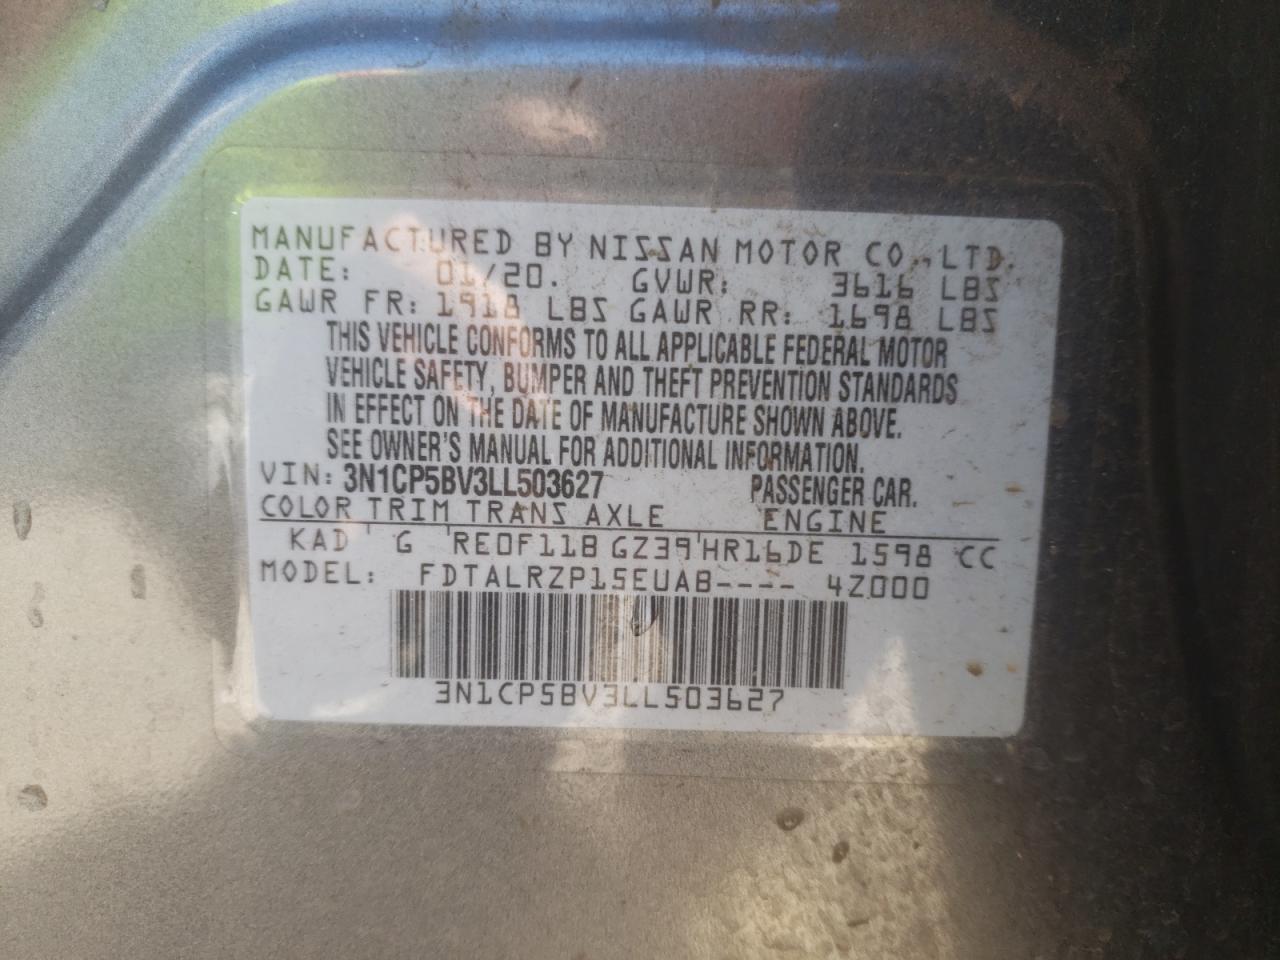 MANUFACTURED BY NISSAN MOTOR CO., LTD.
DATE: 01/20. GVWR: 3616 LBS
GAWR FR: 1918 LBS GAWR RR: 1698 LBS
THIS VEHICLE CONFORMS TO ALL APPLICABLE FEDERAL MOTOR
VEHICLE SAFETY, BUMPER AND THEFT PREVENTION STANDARDS
IN EFFECT ON THE DATE OF MANUFACTURE SHOWN ABOVE.
SEE OWNER'S MANUAL FOR ADDITIONAL INFORMATION.
VIN: 3N1CP5BV3LL503627 PASSENGER CAR.
COLOR TRIM TRANS AXLE ENGINE
KAD G RE0F11B GZ39 HR16DE 1598 CC
MODEL: FDTALRZP15EUAB---- 4Z000
3N1CP5BV3LL503627